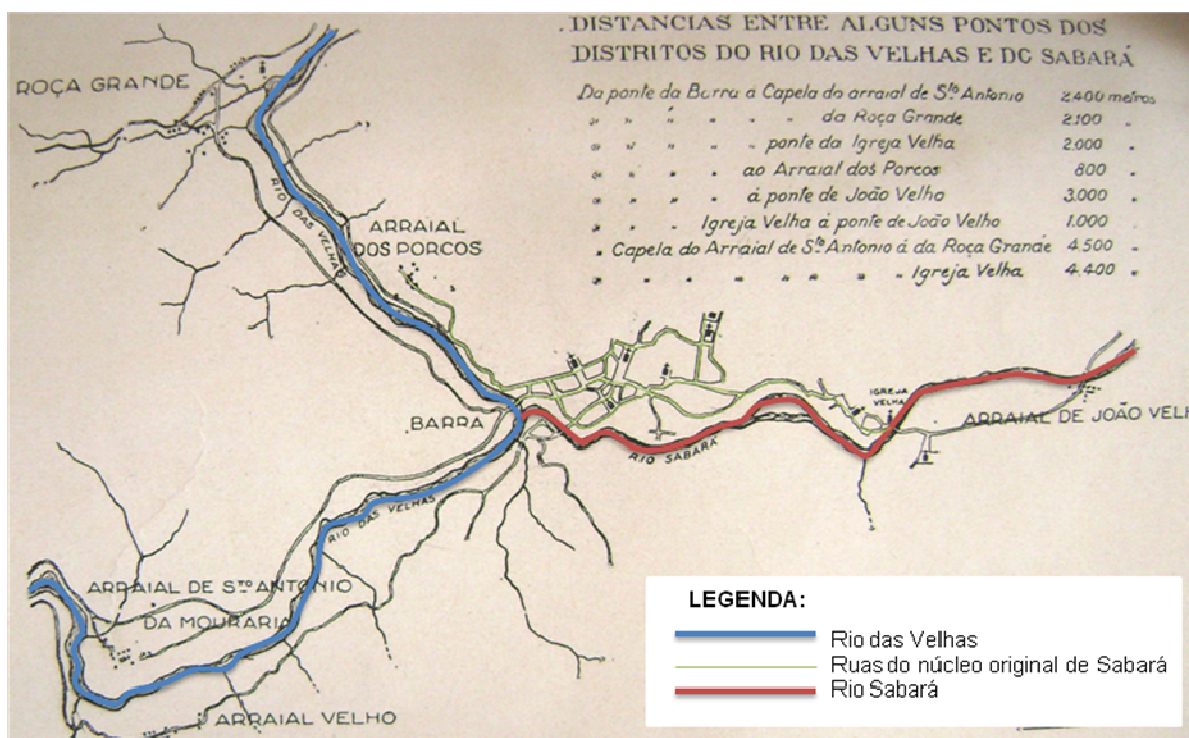 .DISTANCIAS ENTRE ALGUNS PONTOS DOS
DISTRITOS DO RIO DAS VELHAS E DC SABARÁ
Da ponte da Barra á Capela do arraial de Sto Antonio 2.400 metros
" " " " " " da Roça Grande 2.100 "
" " " " " ponte da Igreja Velha 2.000 "
" " " " ao Arraial dos Porcos 800 "
" " " " á ponte de João Velho 3.000 "
" " " Igreja Velha á ponte de João Velho 1.000 "
" Capela do Arraial de Sto Antonio á da Roça Grande 4.500 "
" " " " " " " " Igreja Velha 4.400 "
ROÇA GRANDE
RIO DAS VELHAS
ARRAIAL
DOS PORCOS
BARRA
RIO SABARÁ
IGREJA
VELHA
ARRAIAL DE JOÃO VELH
RIO DAS VELHAS
ARRAIAL DE STO ANTONIO
DA MOURARIA
ARRAIAL VELHO
LEGENDA:
Rio das Velhas
Ruas do núcleo original de Sabará
Rio Sabará